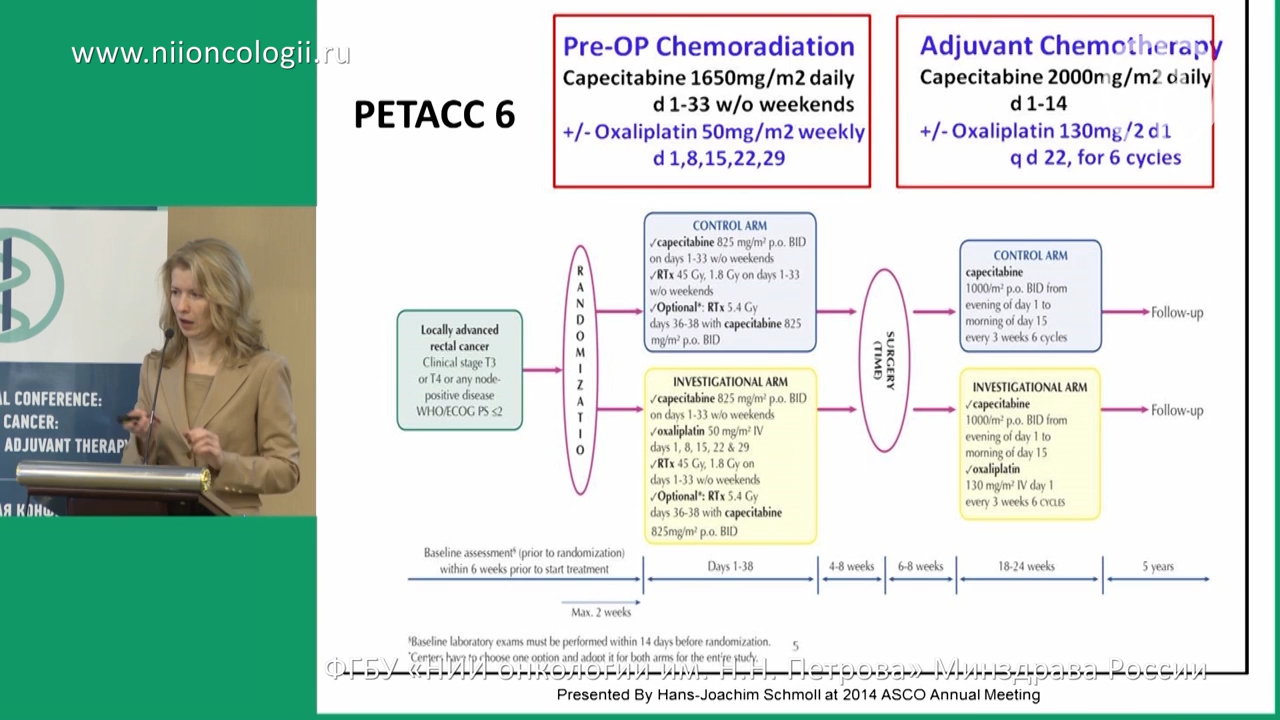 www.niioncologii.ru
PETACC 6
Pre-OP Chemoradiation
Capecitabine 1650mg/m2 daily
d 1-33 w/o weekends
+/- Oxaliplatin 50mg/m2 weekly
d 1,8,15,22,29
Adjuvant Chemotherapy
Capecitabine 2000mg/m2 daily
d 1-14
+/- Oxaliplatin 130mg/2 d1
q d 22, for 6 cycles
Locally advanced
rectal cancer
Clinical stage T3
or T4 or any node-
positive disease
WHO/ECOG PS ≤2
RANDOMIZATIO
CONTROL ARM
✓capecitabine 825 mg/m² p.o. BID
on days 1-33 w/o weekends
✓RTx 45 Gy, 1.8 Gy on days 1-33
w/o weekends
✓Optional*: RTx 5.4 Gy
days 36-38 with capecitabine 825
mg/m² p.o. BID
INVESTIGATIONAL ARM
✓capecitabine 825 mg/m² p.o. BID
on days 1-33 w/o weekends
✓oxaliplatin 50 mg/m² IV
days 1, 8, 15, 22 & 29
✓RTx 45 Gy, 1.8 Gy on
days 1-33 w/o weekends
✓Optional*: RTx 5.4 Gy
days 36-38 with capecitabine
825mg/m² p.o. BID
SURGERY
(TIME)
CONTROL ARM
capecitabine
1000/m² p.o. BID from
evening of day 1 to
morning of day 15
every 3 weeks 6 cycles
Follow-up
INVESTIGATIONAL ARM
✓capecitabine
1000/m² p.o. BID from
evening of day 1 to
morning of day 15
✓oxaliplatin
130 mg/m² IV day 1
every 3 weeks 6 CYCLES
Follow-up
Baseline assessment§ (prior to randomization)
within 6 weeks prior to start treatment
Max. 2 weeks
Days 1-38
4-8 weeks
6-8 weeks
18-24 weeks
5 years
§Baseline laboratory exams must be performed within 14 days before randomization.
*Centers have to choose one option and adopt it for both arms for the entire study.
5
ФГБУ «НИИ онкологии им. Н.Н. Петрова» Минздрава России
Presented By Hans-Joachim Schmoll at 2014 ASCO Annual Meeting
AL CONFERENCE:
CANCER:
ADJUVANT THERAP